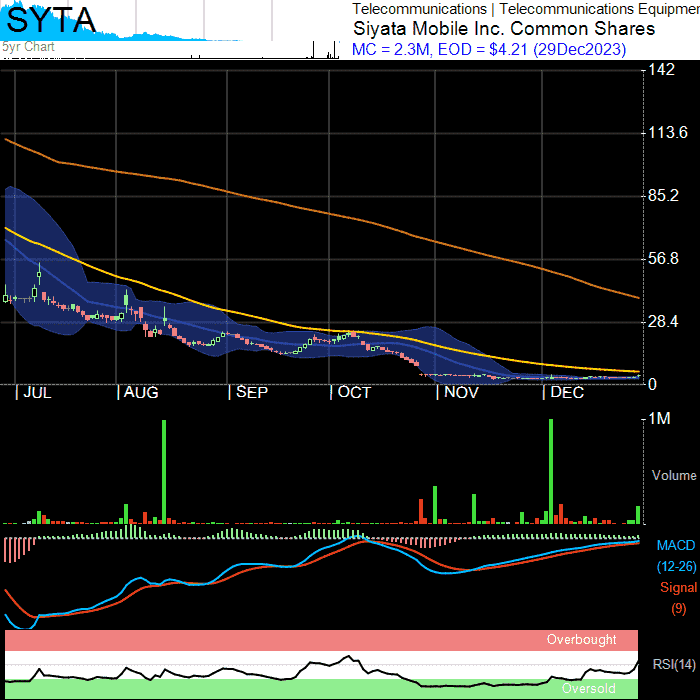 SYTA
Telecommunications | Telecommunications Equipmen
Siyata Mobile Inc. Common Shares
MC = 2.3M, EOD = $4.21 (29Dec2023)
5yr Chart
142
113.6
85.2
56.8
28.4
0
JUL AUG SEP OCT NOV DEC
1M
Volume
MACD
(12-26)
Signal
(9)
Overbought
RSI(14)
Oversold